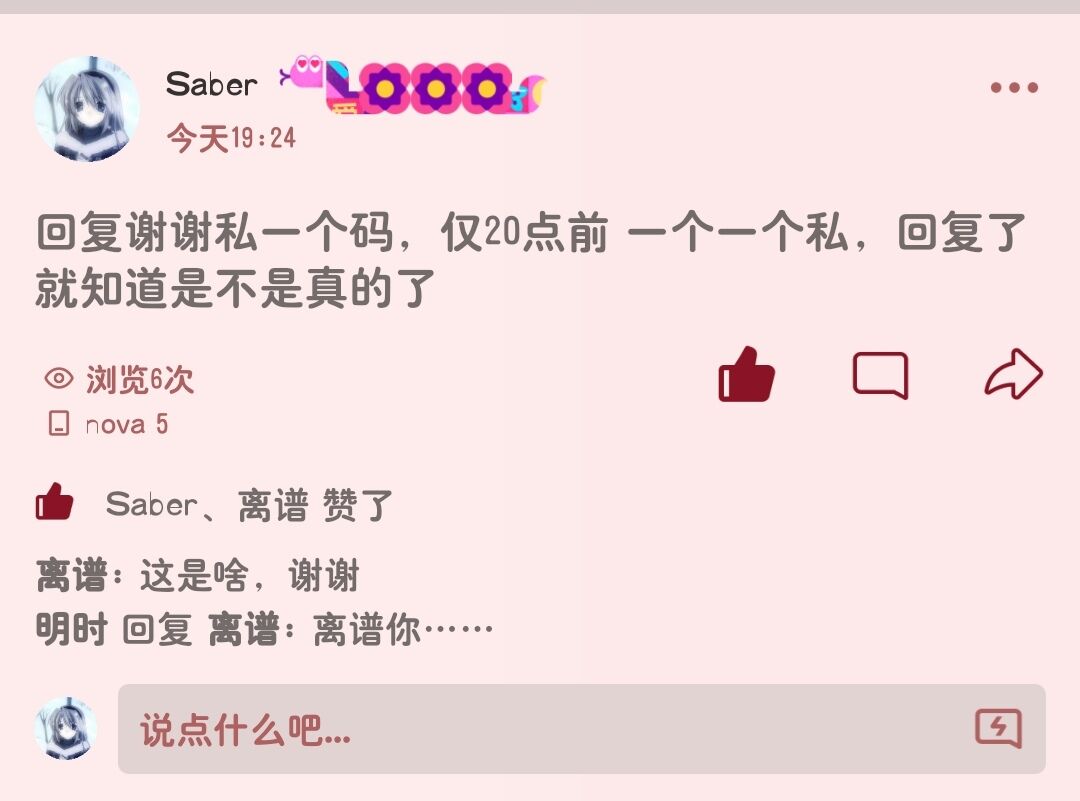 Saber
今天19:24
回复谢谢私一个码，仅20点前 一个一个私，回复了
就知道是不是真的了
浏览6次
nova 5
Saber、离谱 赞了
离谱：这是啥，谢谢
明时 回复 离谱：离谱你……
说点什么吧...